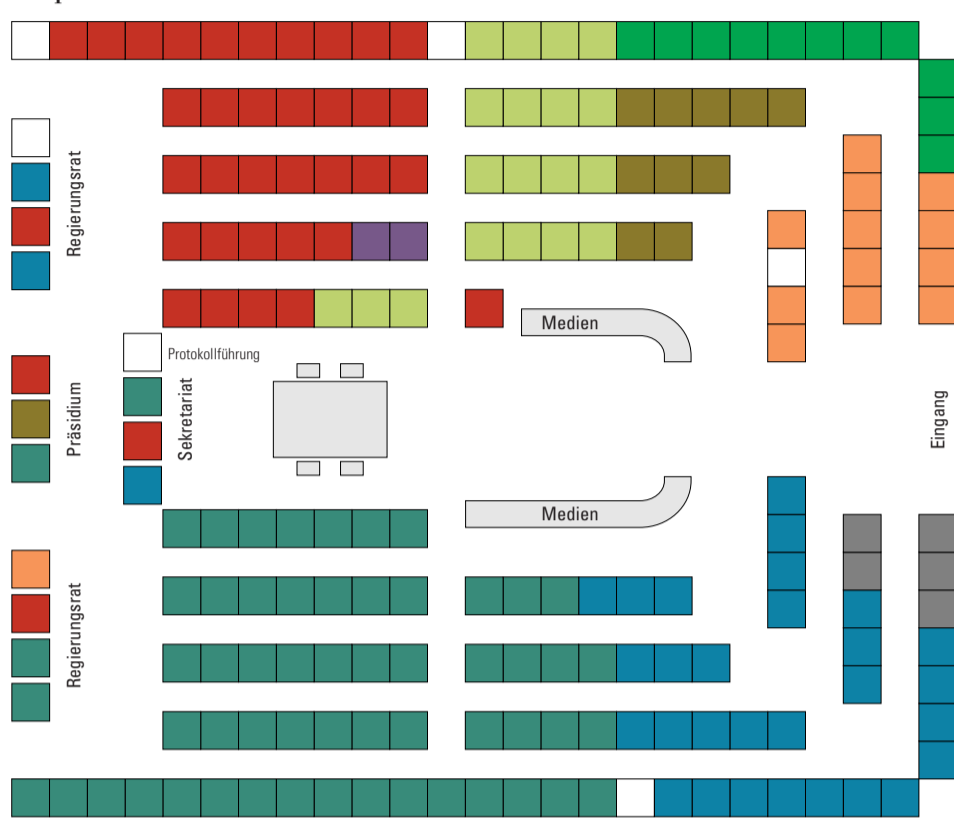 Regierungsrat
Medien
Protokollführung
Sekretariat
Präsidium
Eingang
Medien
Regierungsrat